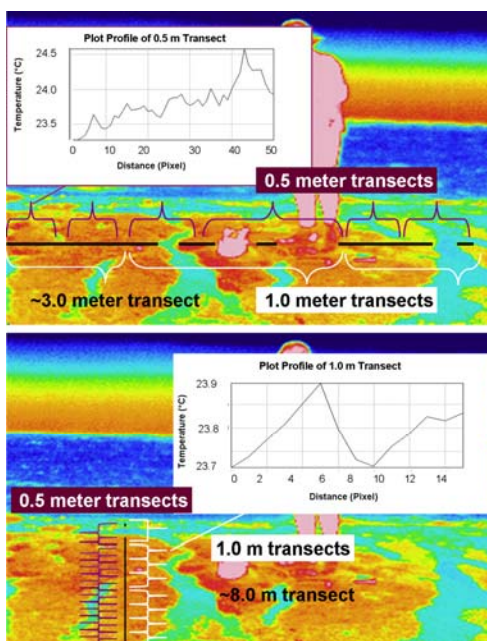 Plot Profile of 0.5 m Transect
24.5
24.0
23.5
Temperature (°C)
0
10
20
30
40
50
Distance (Pixel)
0.5 meter transects
~3.0 meter transect
1.0 meter transects
Plot Profile of 1.0 m Transect
23.9
23.8
23.7
Temperature (°C)
0
2
4
6
8
10
12
14
Distance (Pixel)
0.5 meter transects
1.0 m transects
~8.0 m transect